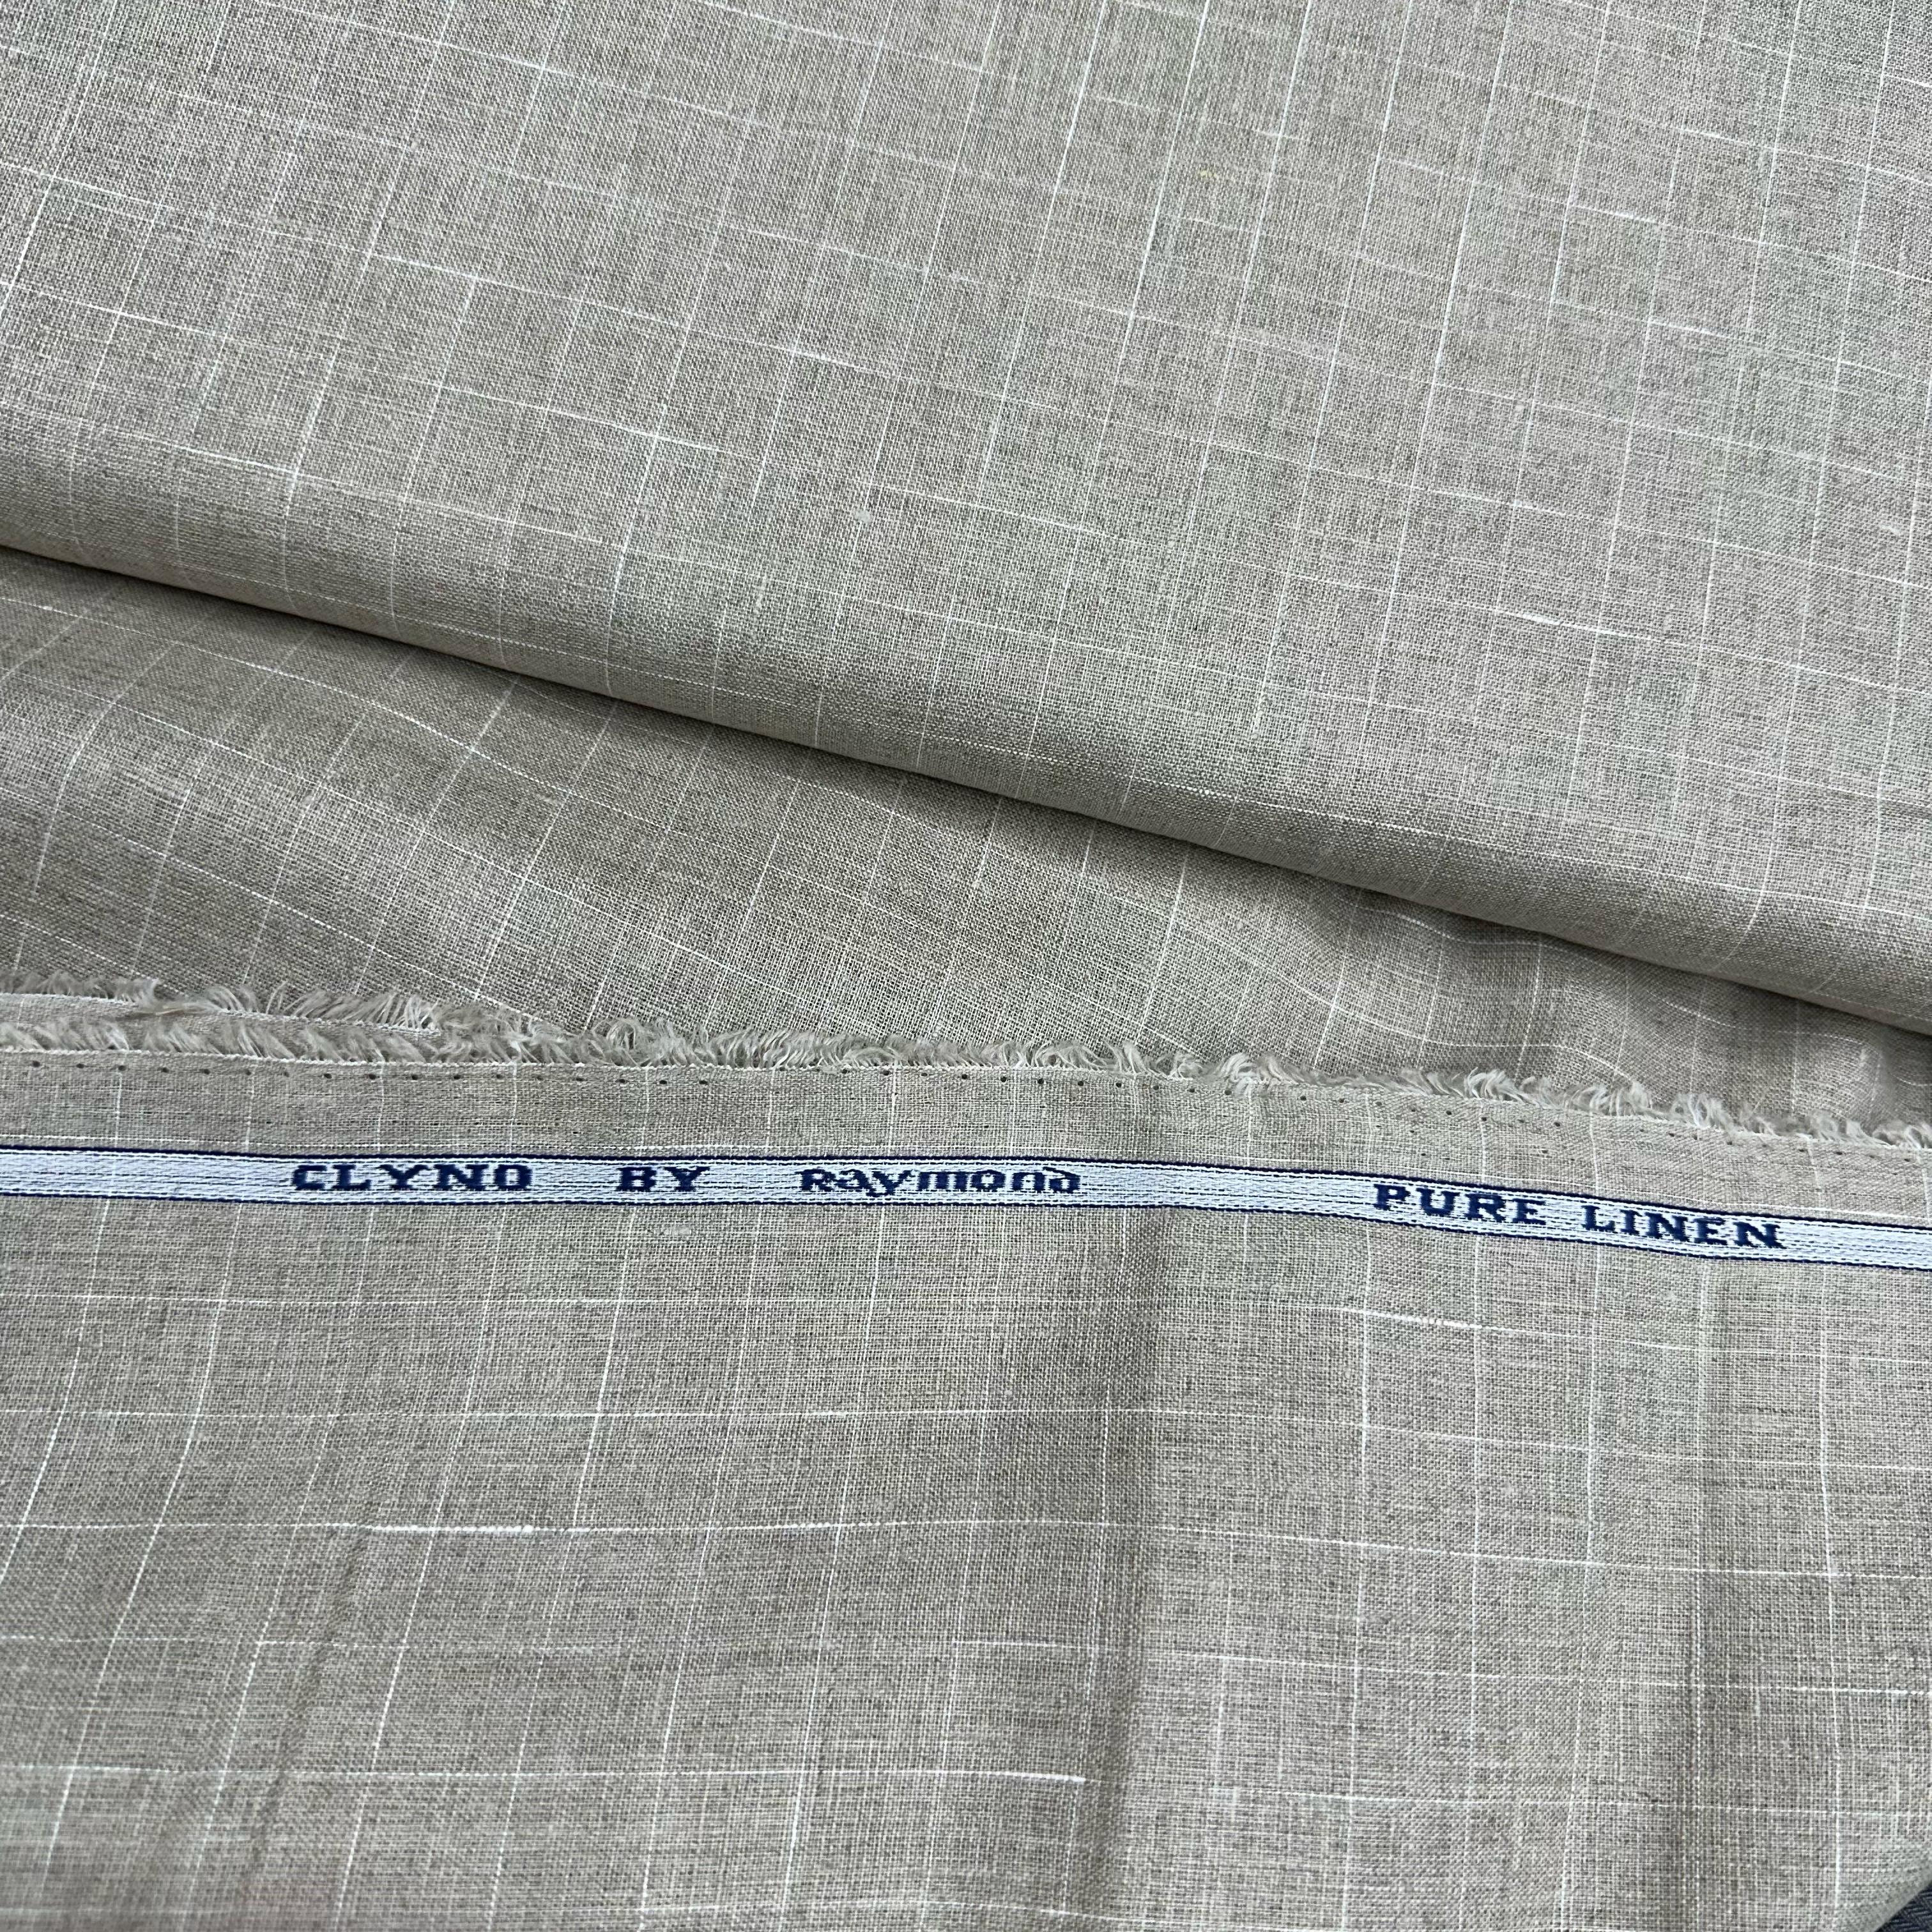 CLYNO BY Raymond PURE LINEN